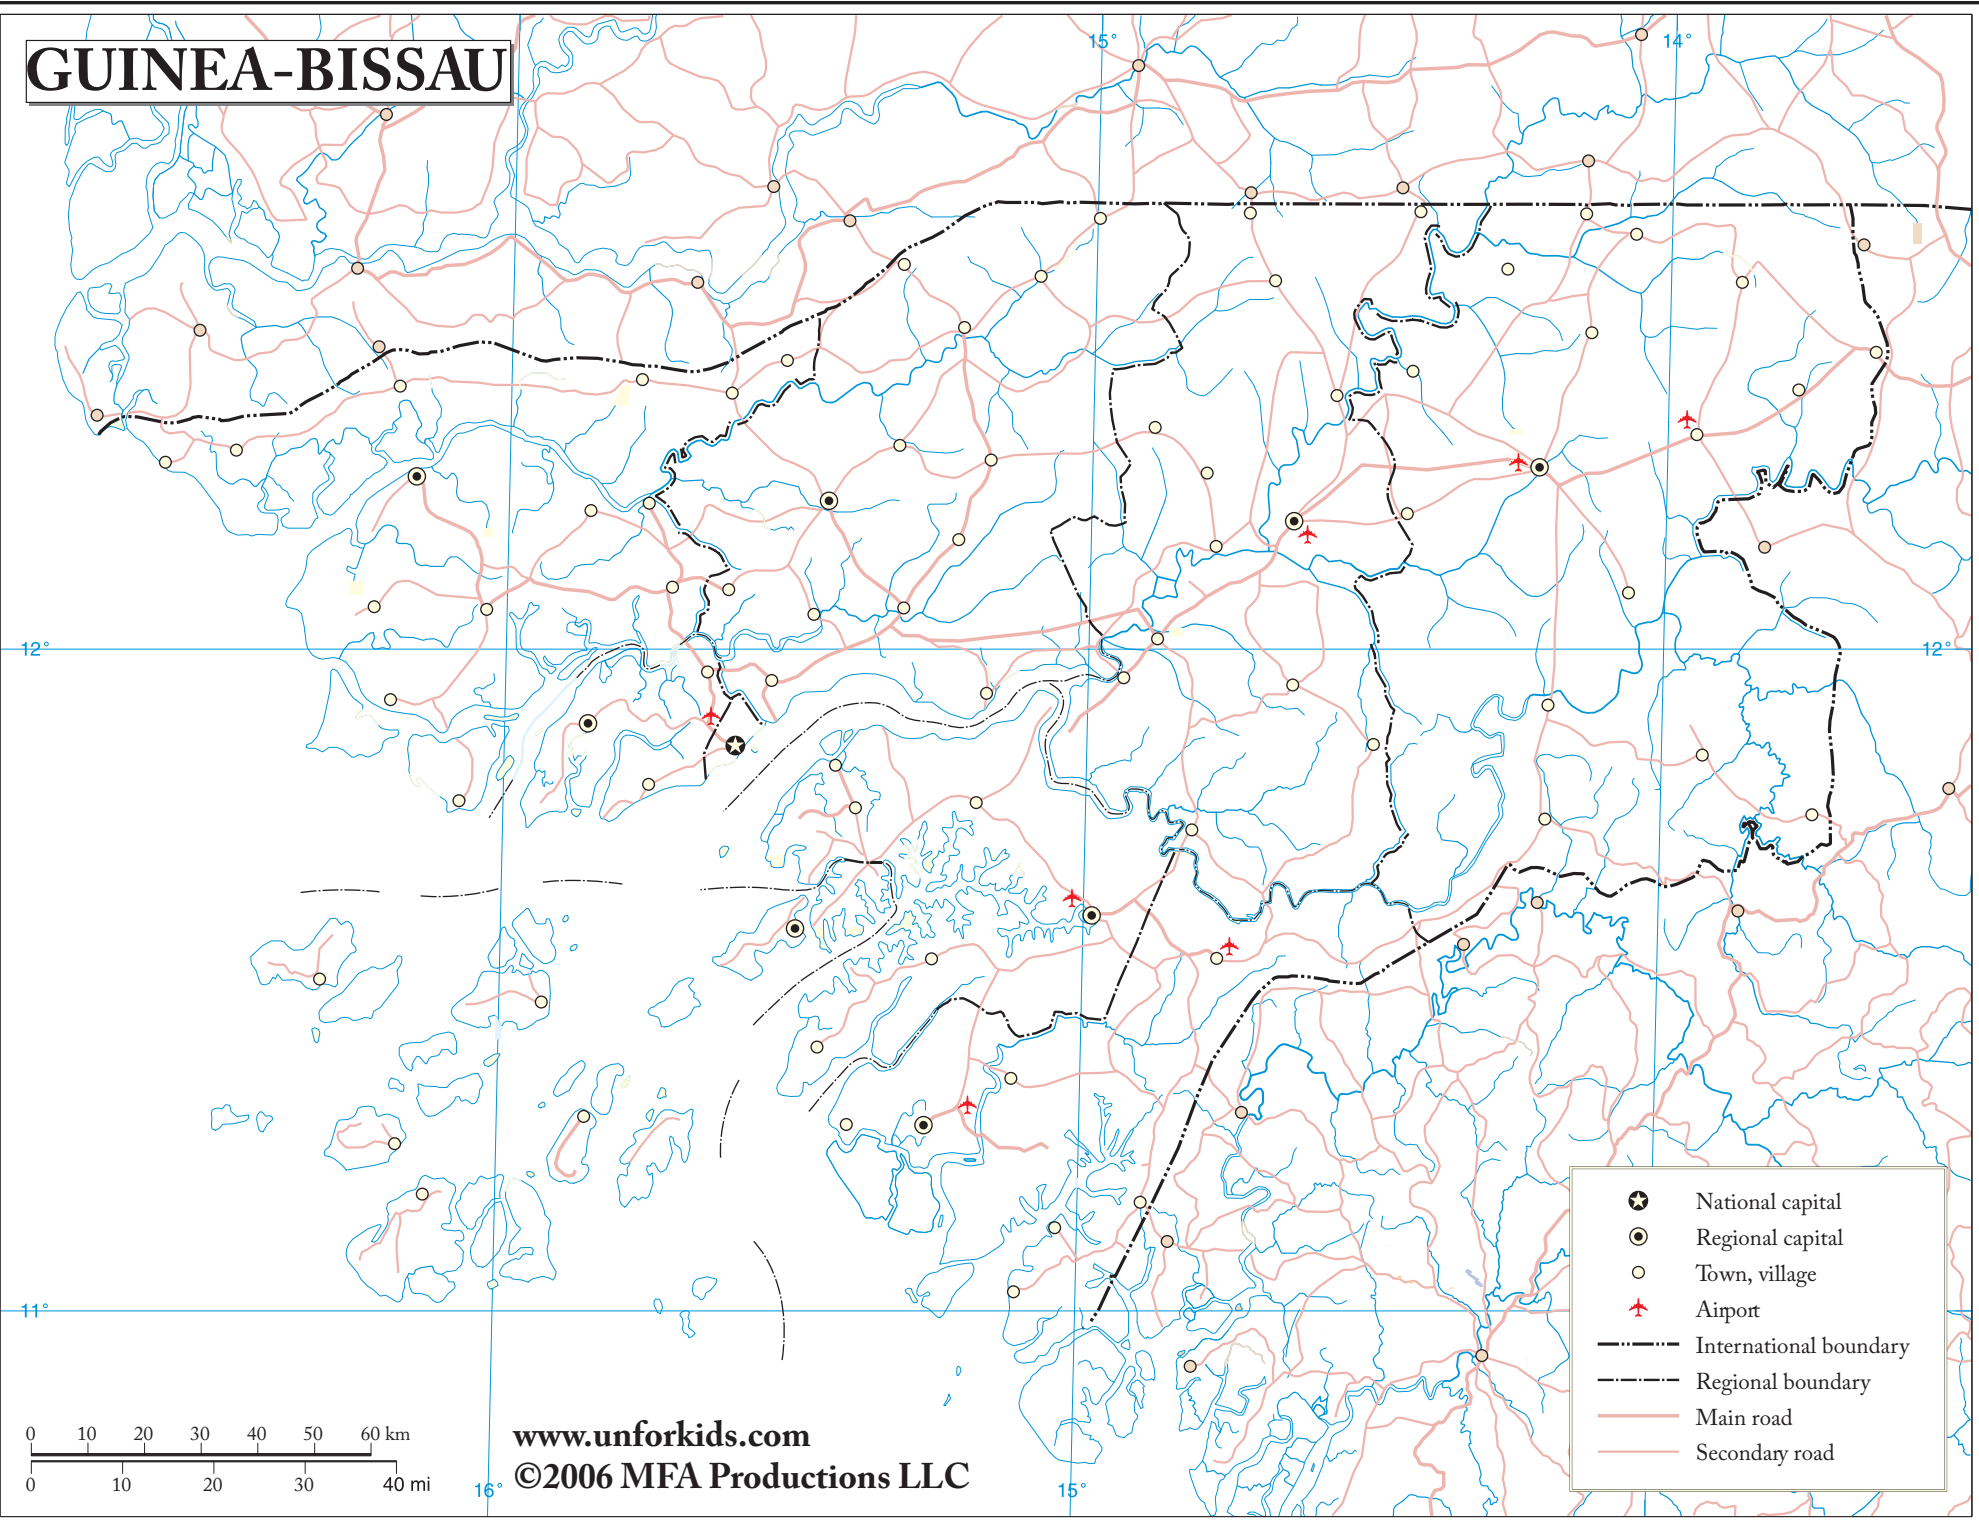 GUINEA-BISSAU
15°
14°
12°
12°
11°
National capital
Regional capital
Town, village
Airport
International boundary
Regional boundary
Main road
Secondary road
0 10 20 30 40 50 60 km
0 10 20 30 40 mi
www.unforkids.com
©2006 MFA Productions LLC
16°
15°